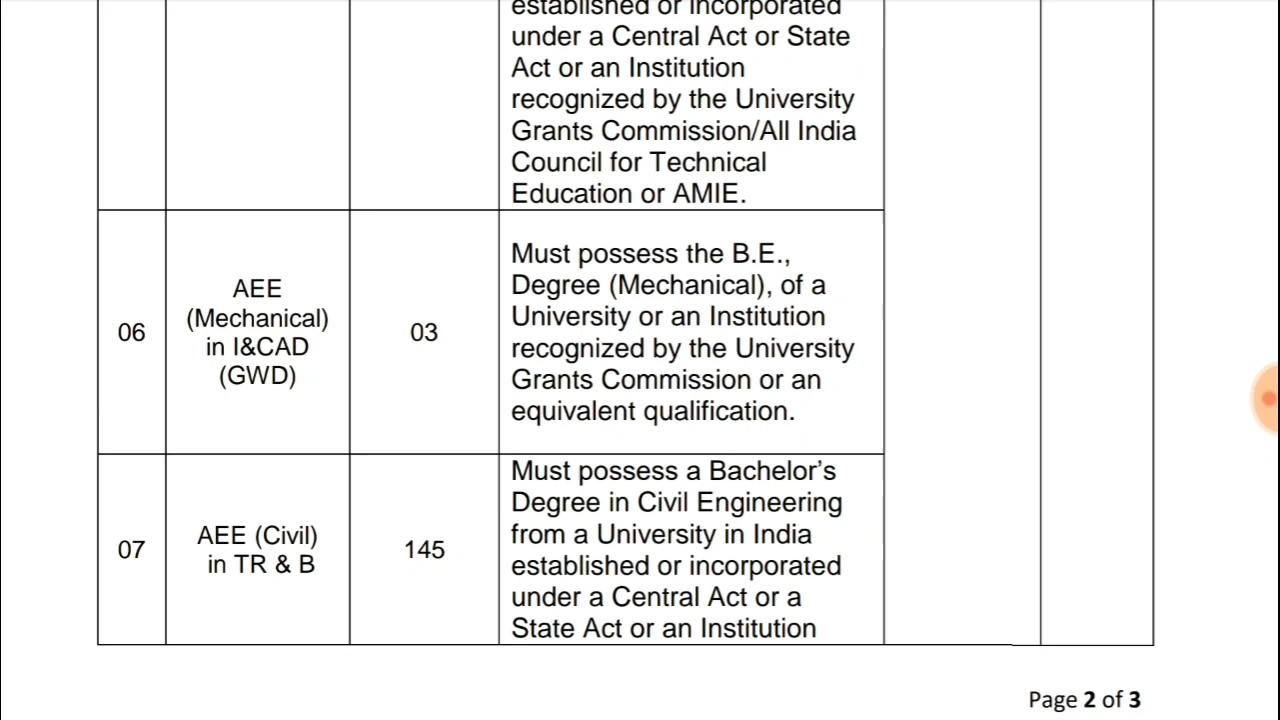 established or incorporated
under a Central Act or State
Act or an Institution
recognized by the University
Grants Commission/All India
Council for Technical
Education or AMIE.
06
AEE
(Mechanical)
in I&CAD
(GWD)
03
Must possess the B.E.,
Degree (Mechanical), of a
University or an Institution
recognized by the University
Grants Commission or an
equivalent qualification.
07
AEE (Civil)
in TR & B
145
Must possess a Bachelor’s
Degree in Civil Engineering
from a University in India
established or incorporated
under a Central Act or a
State Act or an Institution
Page 2 of 3